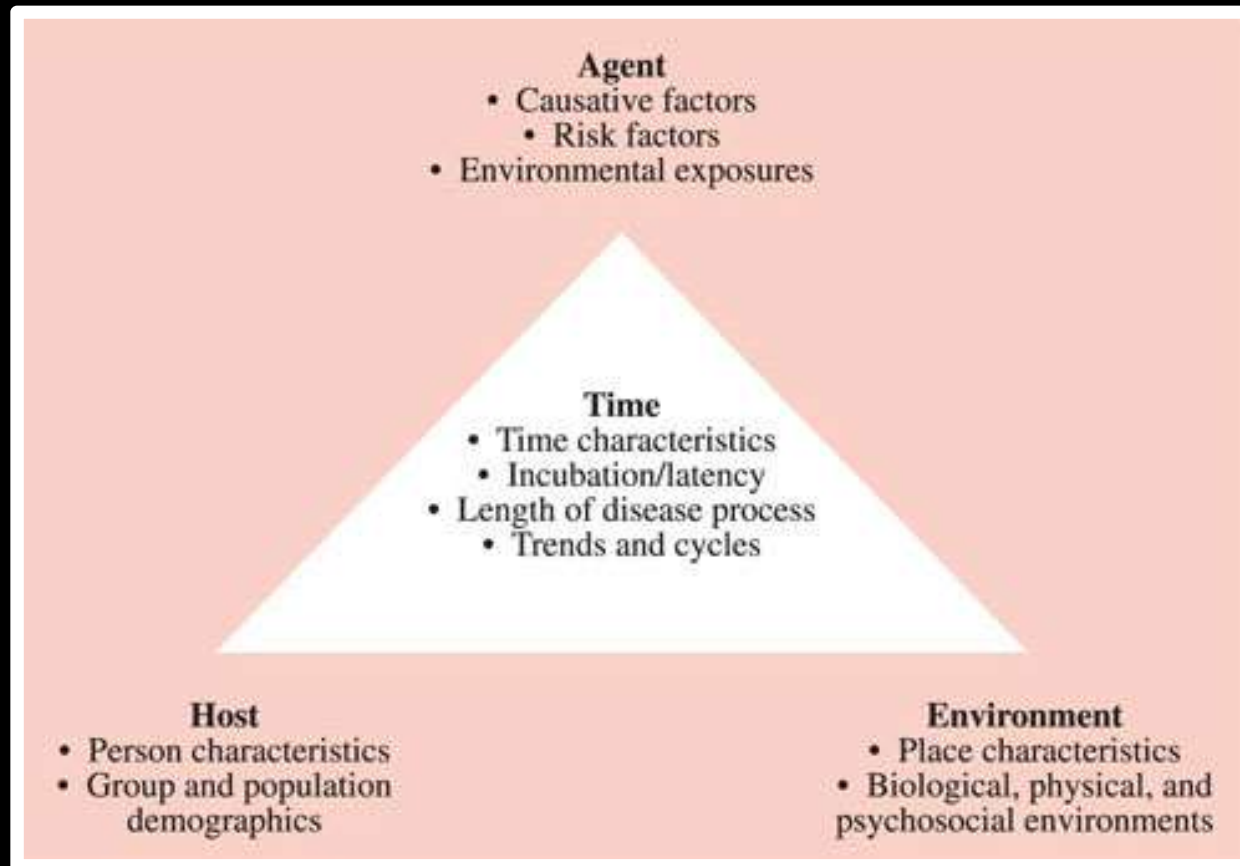 Agent
• Causative factors
• Risk factors
• Environmental exposures
Time
• Time characteristics
• Incubation/latency
• Length of disease process
• Trends and cycles
Host
• Person characteristics
• Group and population
demographics
Environment
• Place characteristics
• Biological, physical, and
psychosocial environments